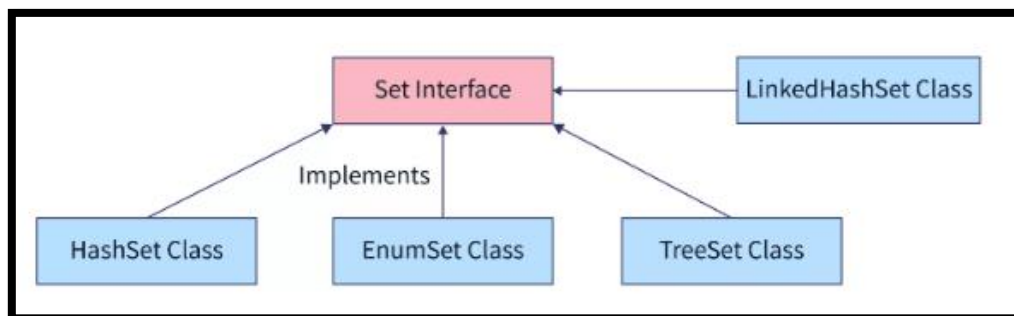 Set Interface
LinkedHashSet Class
Implements
HashSet Class
EnumSet Class
TreeSet Class